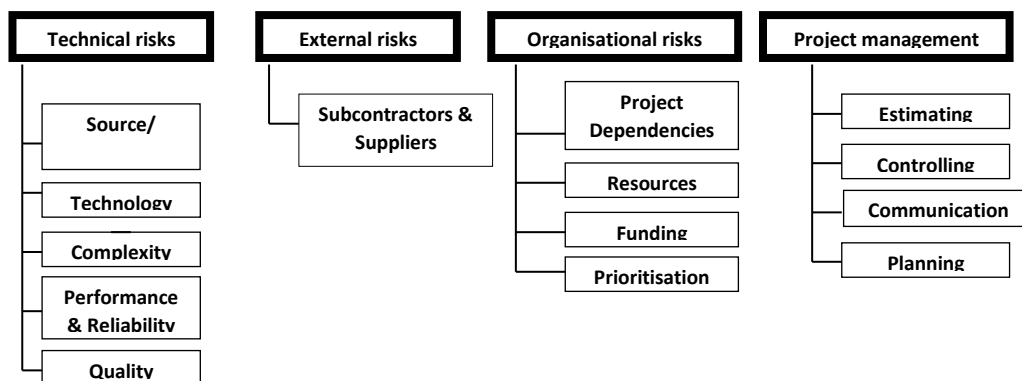 Technical risks
Source/
Technology
Complexity
Performance
& Reliability
Quality
External risks
Subcontractors &
Suppliers
Organisational risks
Project
Dependencies
Resources
Funding
Prioritisation
Project management
Estimating
Controlling
Communication
Planning